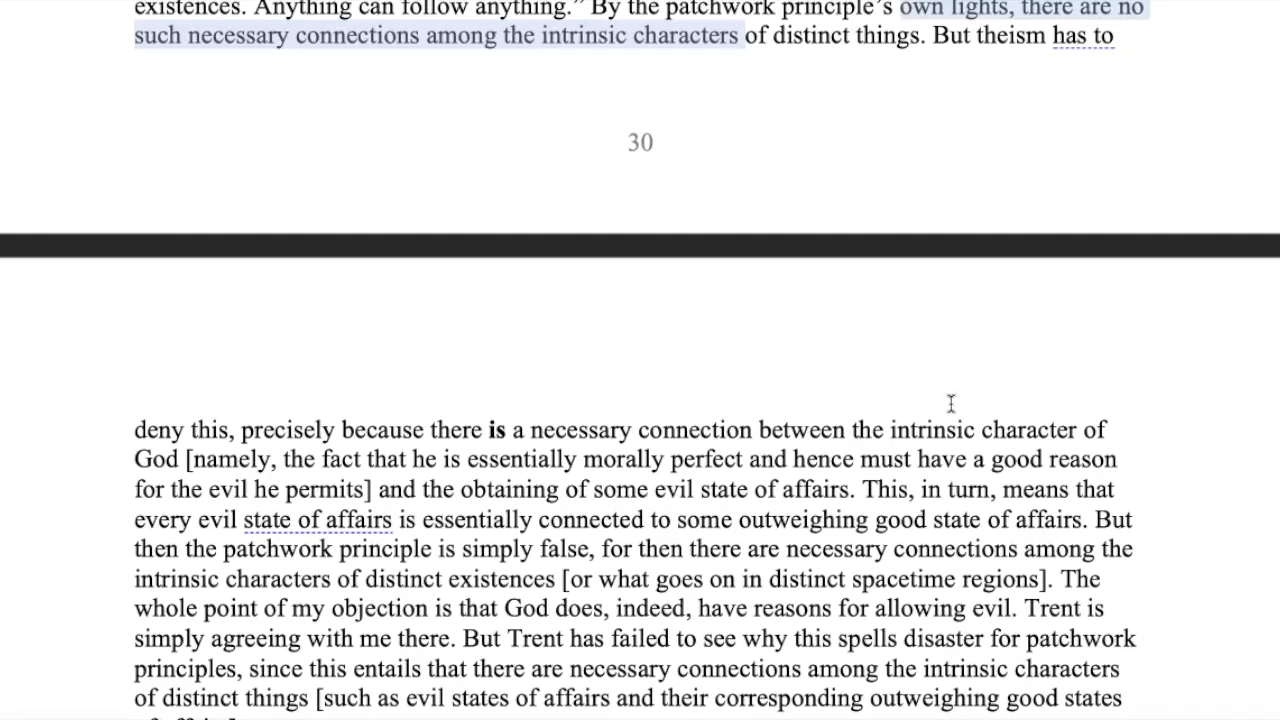 existences. Anything can follow anything.” By the patchwork principle’s own lights, there are no
such necessary connections among the intrinsic characters of distinct things. But theism has to
30
deny this, precisely because there is a necessary connection between the intrinsic character of
God [namely, the fact that he is essentially morally perfect and hence must have a good reason
for the evil he permits] and the obtaining of some evil state of affairs. This, in turn, means that
every evil state of affairs is essentially connected to some outweighing good state of affairs. But
then the patchwork principle is simply false, for then there are necessary connections among the
intrinsic characters of distinct existences [or what goes on in distinct spacetime regions]. The
whole point of my objection is that God does, indeed, have reasons for allowing evil. Trent is
simply agreeing with me there. But Trent has failed to see why this spells disaster for patchwork
principles, since this entails that there are necessary connections among the intrinsic characters
of distinct things [such as evil states of affairs and their corresponding outweighing good states